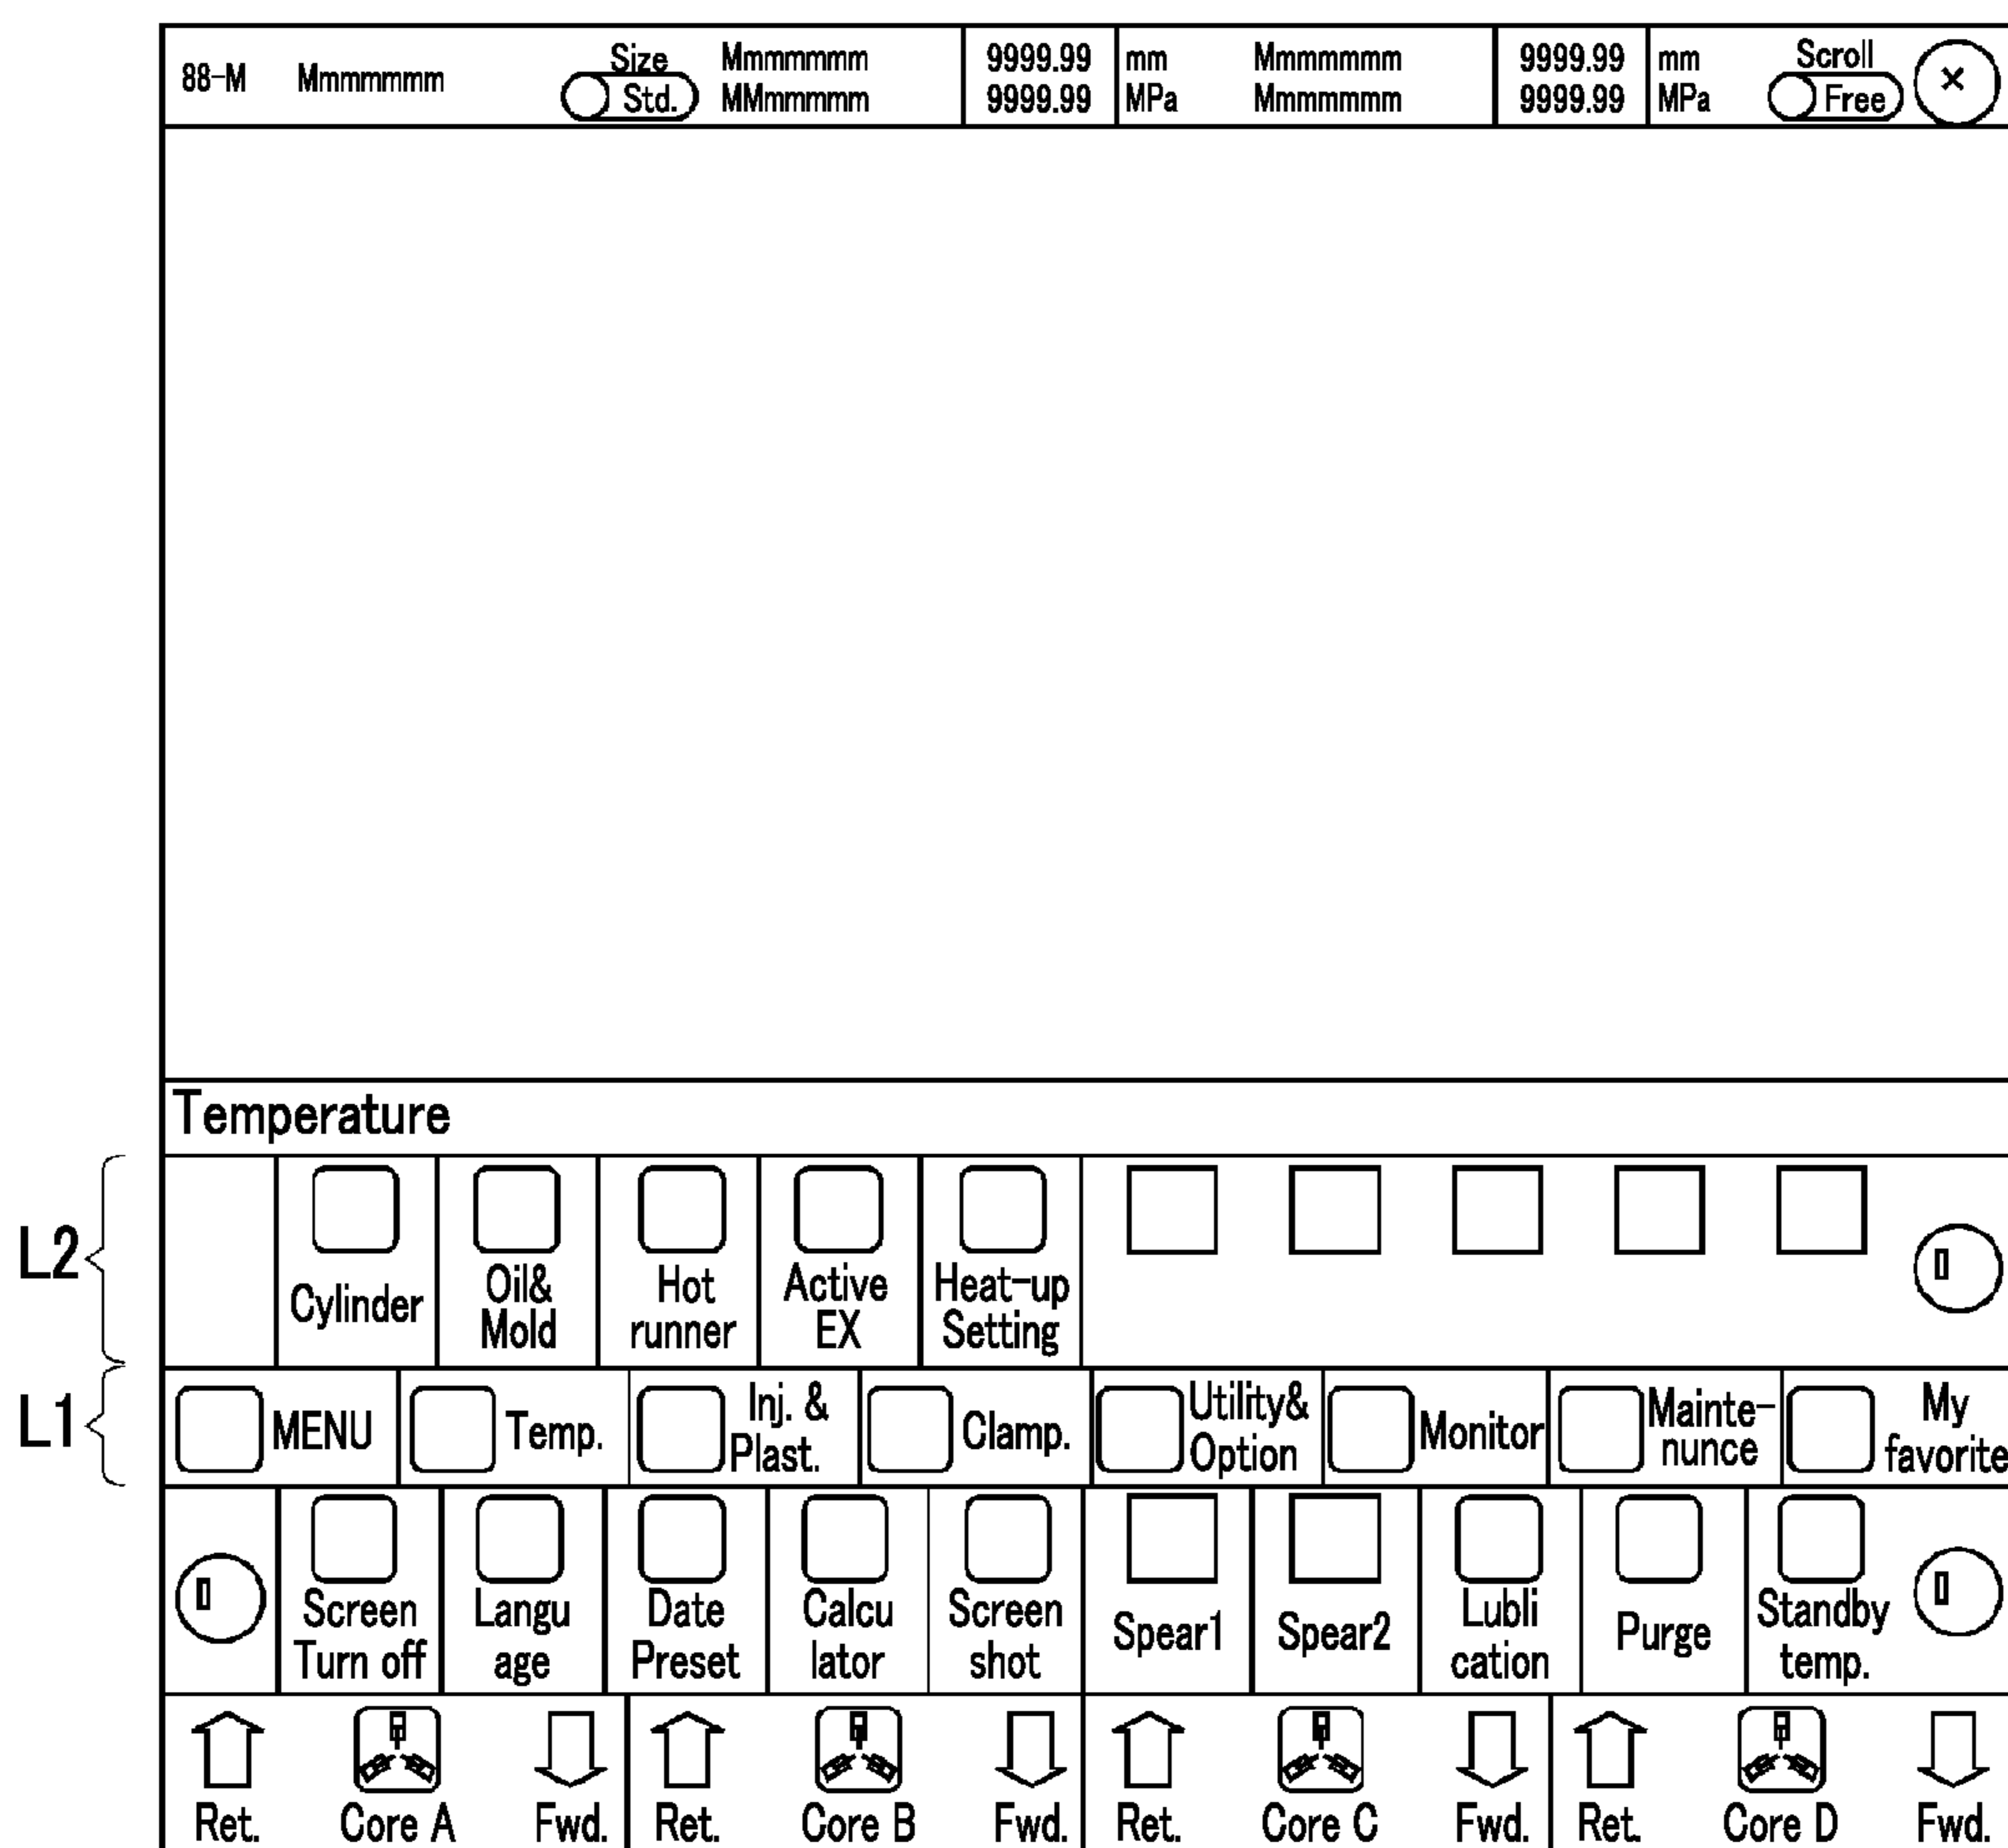 88-M Mmmmmmm Size Mmmmmmm 9999.99 mm Mmmmmmm 9999.99 mm Scroll
Std. MMmmmmm 9999.99 MPa Mmmmmmm 9999.99 MPa Free ×
Temperature
L2
Cylinder
Oil&
Mold
Hot
runner
Active
EX
Heat-up
Setting
L1
MENU
Temp.
Inj. &
Plast.
Clamp.
Utility&
Option
Monitor
Mainte-
nunce
My
favorite
Screen
Turn off
Langu
age
Date
Preset
Calcu
lator
Screen
shot
Spear1
Spear2
Lubli
cation
Purge
Standby
temp.
Ret. Core A Fwd. Ret. Core B Fwd. Ret. Core C Fwd. Ret. Core D Fwd.